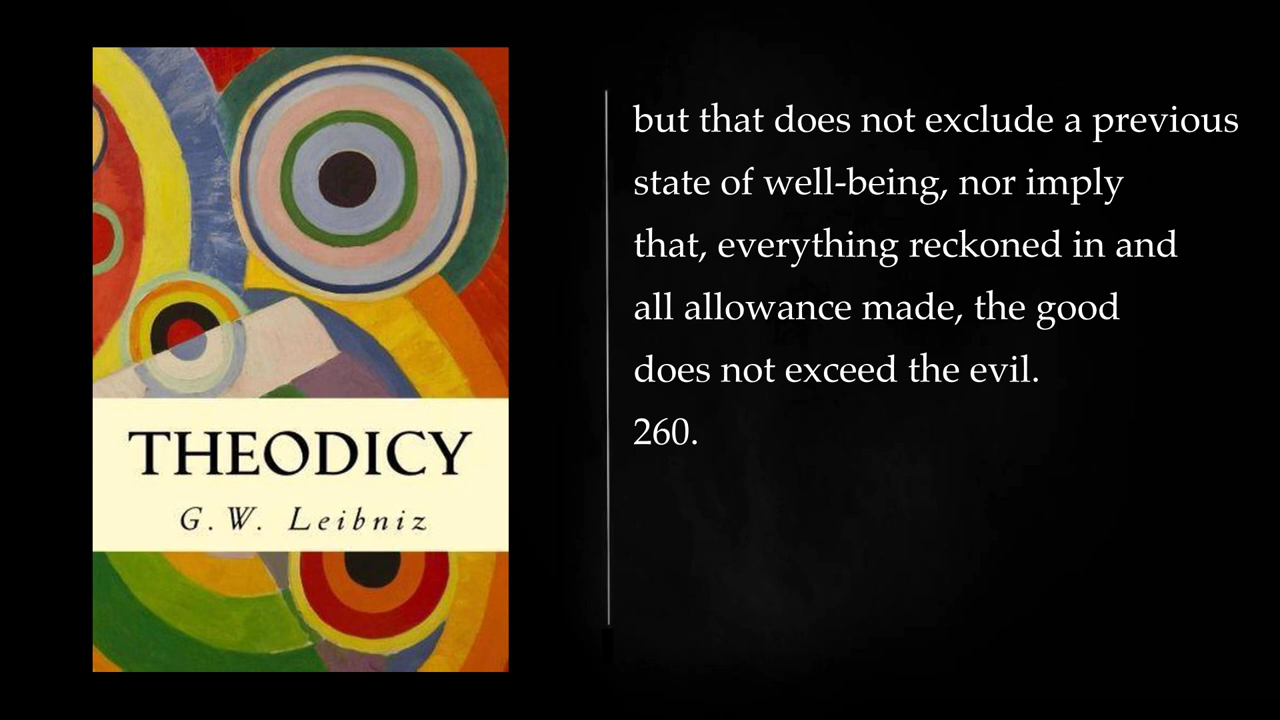 THEODICY
G. W. Leibniz
but that does not exclude a previous
state of well-being, nor imply
that, everything reckoned in and
all allowance made, the good
does not exceed the evil.
260.